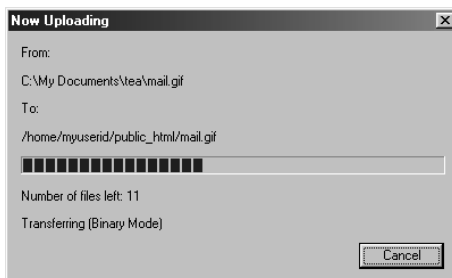 Now Uploading
From:
C:\My Documents\tea\mail.gif
To:
/home/myuserid/public_html/mail.gif
Number of files left: 11
Transferring (Binary Mode)
Cancel